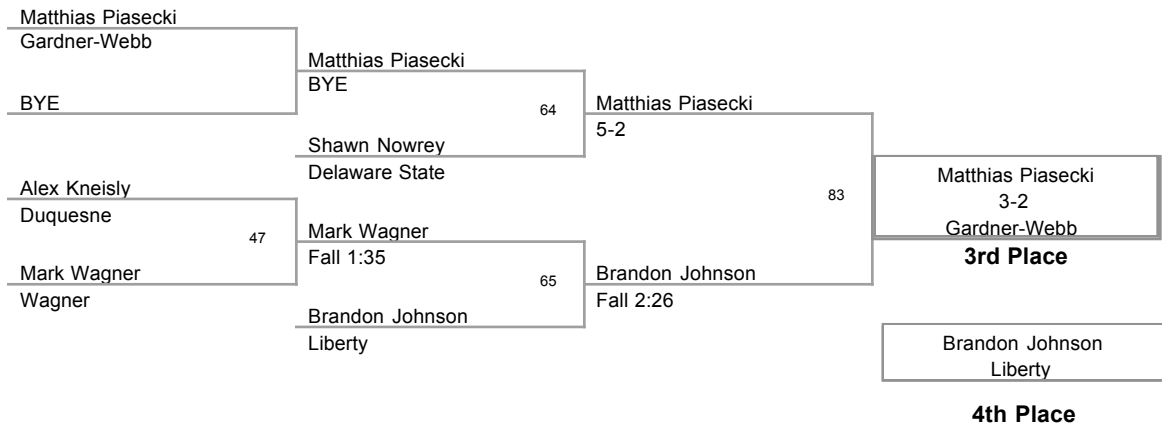 Matthias Piasecki
Gardner-Webb
BYE
Alex Kneisly
Duquesne
47
Mark Wagner
Wagner
Matthias Piasecki
BYE
64
Shawn Nowrey
Delaware State
Mark Wagner
Fall 1:35
65
Brandon Johnson
Liberty
Matthias Piasecki
5-2
83
Brandon Johnson
Fall 2:26
Matthias Piasecki
3-2
Gardner-Webb
3rd Place
Brandon Johnson
Liberty
4th Place